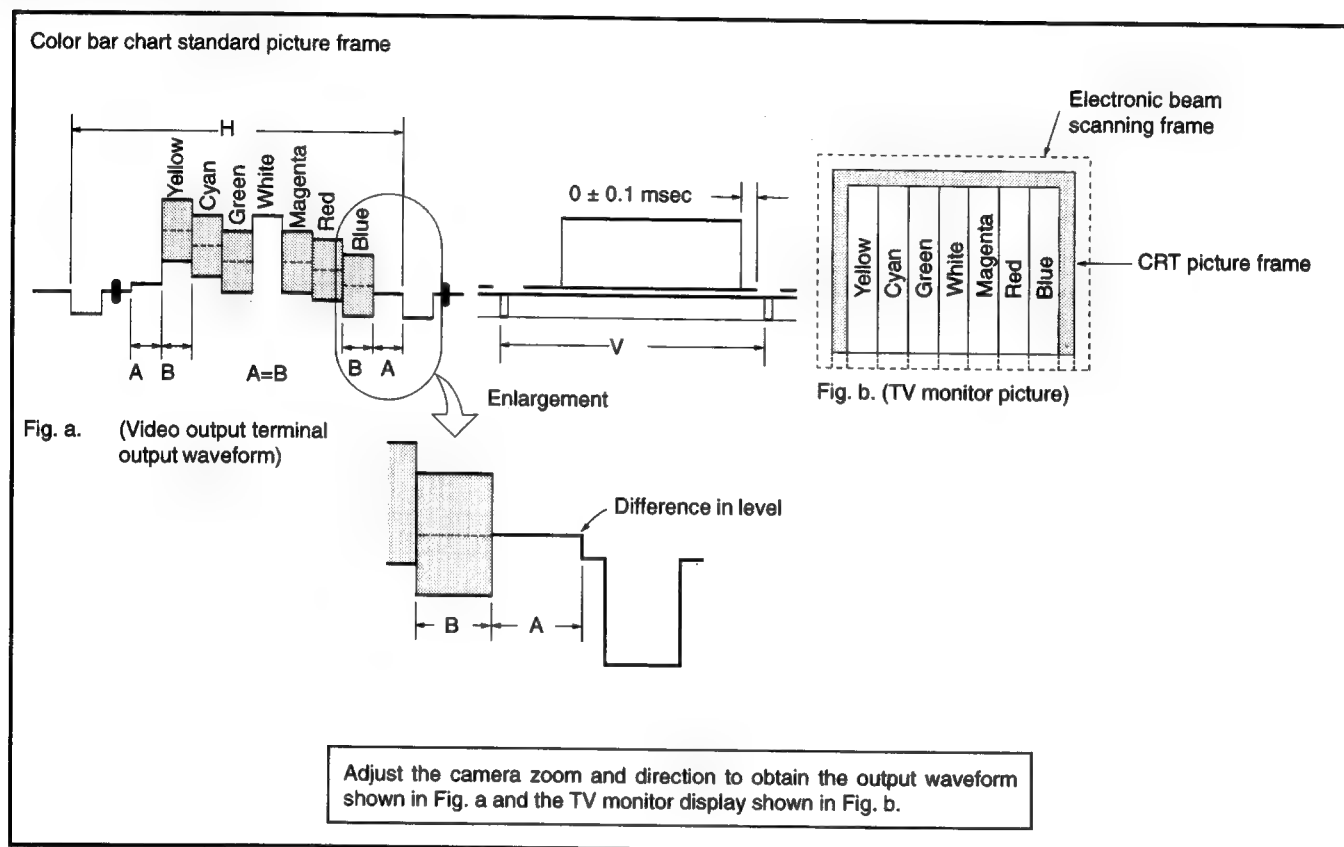 Color bar chart standard picture frame
H
Yellow
Cyan
Green
White
Magenta
Red
Blue
A
B
A=B
B
A
0 ± 0.1 msec
V
Electronic beam
scanning frame
CRT picture frame
Yellow
Cyan
Green
White
Magenta
Red
Blue
Fig. b. (TV monitor picture)
Enlargement
Fig. a. (Video output terminal
output waveform)
Difference in level
B
A
Adjust the camera zoom and direction to obtain the output waveform
shown in Fig. a and the TV monitor display shown in Fig. b.